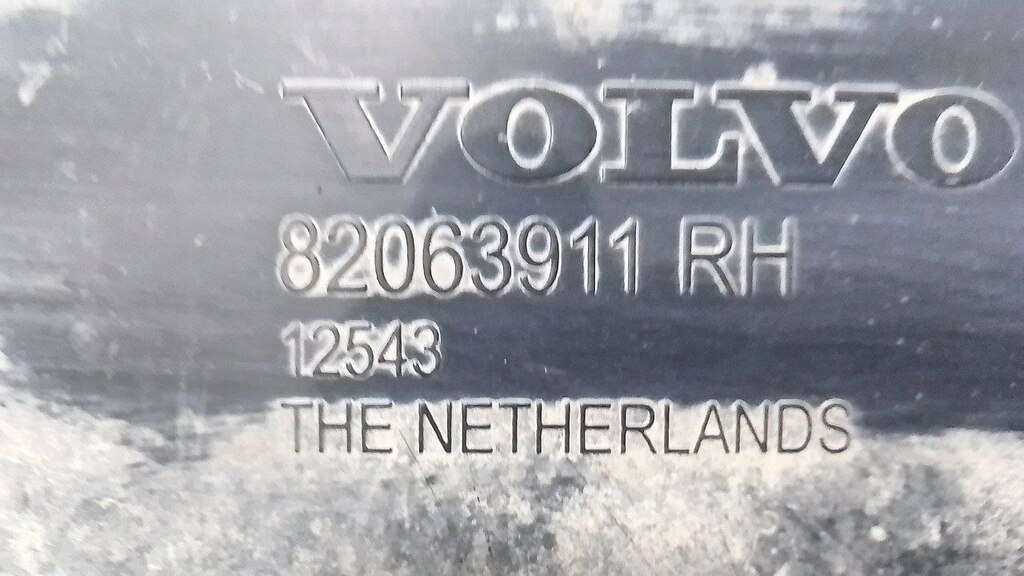 VOLVO
82063911 RH
12543
THE NETHERLANDS